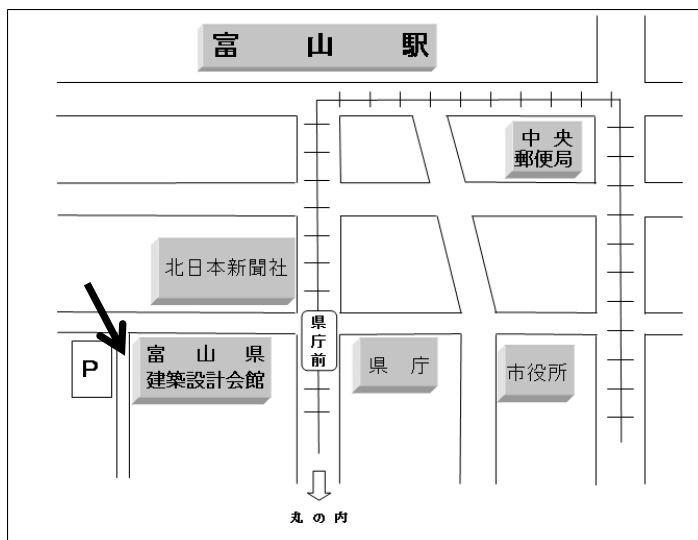 富山駅
中央
郵便局
北日本新聞社
県庁前
富山県
建築設計会館
P
県庁
市役所
丸の内